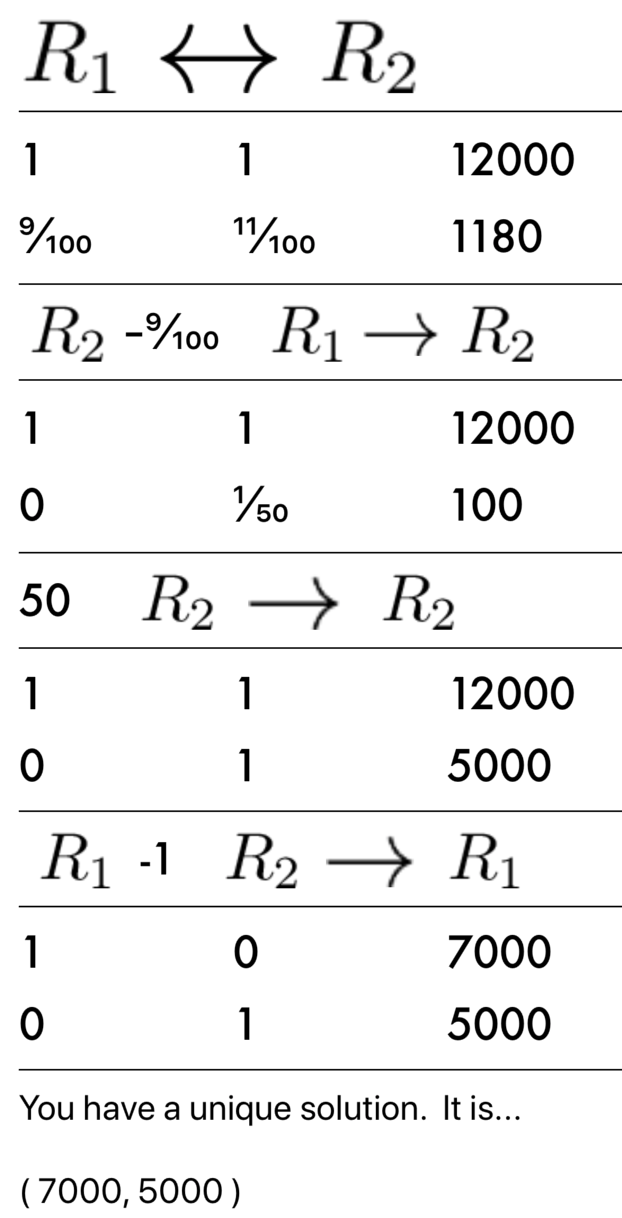 R₁ ↔ R₂
1 1 12000
⁹⁄₁₀₀ ¹¹⁄₁₀₀ 1180
R₂ −⁹⁄₁₀₀ R₁ → R₂
1 1 12000
0 ¹⁄₅₀ 100
50 R₂ → R₂
1 1 12000
0 1 5000
R₁ -1 R₂ → R₁
1 0 7000
0 1 5000
You have a unique solution. It is...
( 7000, 5000 )